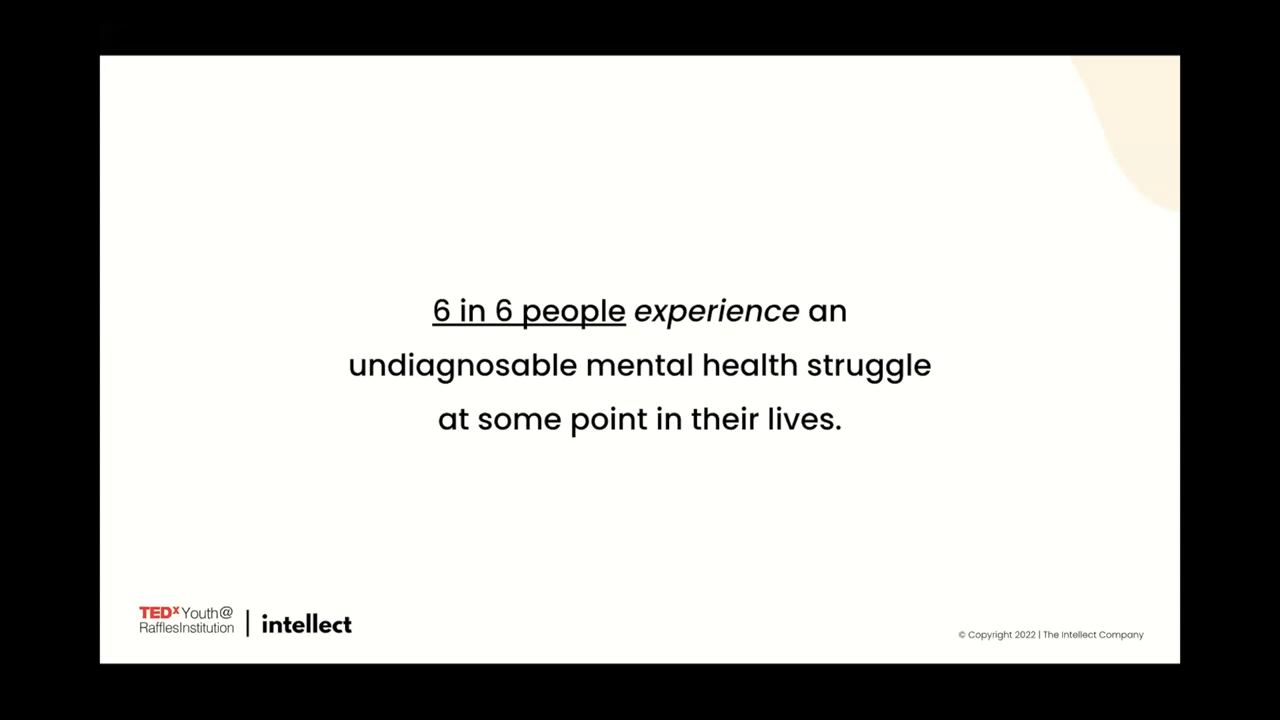 6 in 6 people experience an
undiagnosable mental health struggle
at some point in their lives.
TEDx Youth@
RafflesInstitution | intellect
© Copyright 2022 | The Intellect Company